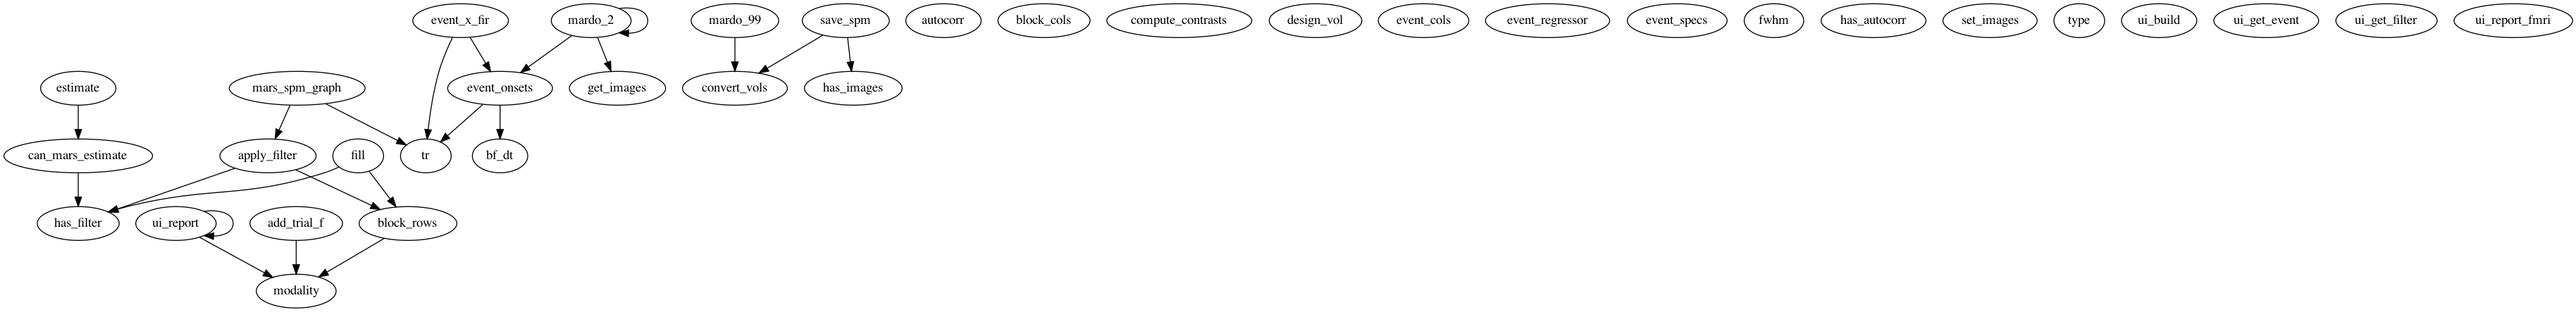 event_x_fir
mardo_2
mardo_99
save_spm
autocorr
block_cols
compute_contrasts
design_vol
event_cols
event_regressor
event_specs
fwhm
has_autocorr
set_images
type
ui_build
ui_get_event
ui_get_filter
ui_report_fmri
estimate
mars_spm_graph
event_onsets
get_images
convert_vols
has_images
can_mars_estimate
apply_filter
fill
tr
bf_dt
has_filter
ui_report
add_trial_f
block_rows
modality